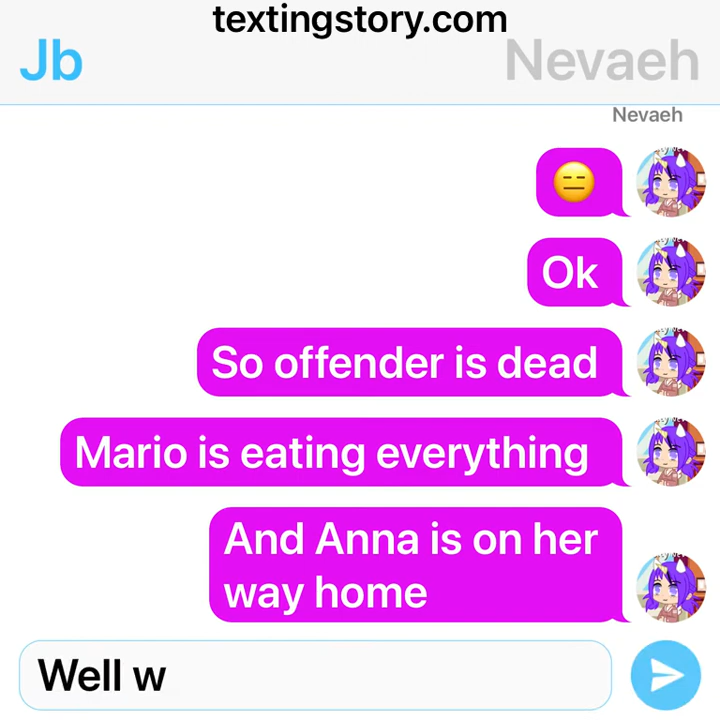 textingstory.com
Jb
Nevaeh
Nevaeh
😑
Ok
So offender is dead
Mario is eating everything
And Anna is on her
way home
Well w